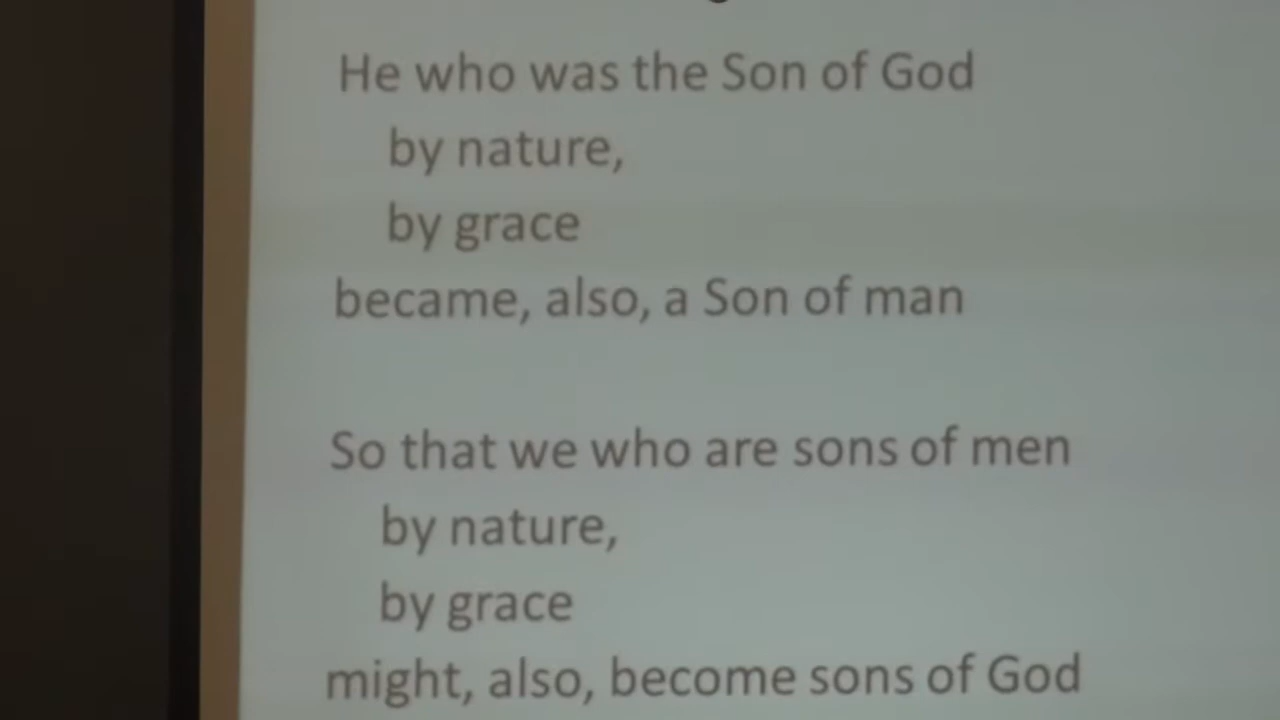 He who was the Son of God
by nature,
by grace
became, also, a Son of man
So that we who are sons of men
by nature,
by grace
might, also, become sons of God